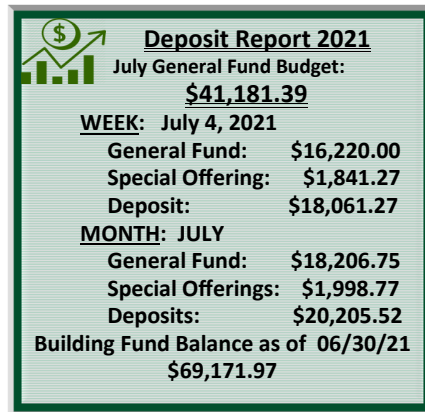 $
Deposit Report 2021
July General Fund Budget:
$41,181.39
WEEK: July 4, 2021
General Fund: $16,220.00
Special Offering: $1,841.27
Deposit: $18,061.27
MONTH: JULY
General Fund: $18,206.75
Special Offerings: $1,998.77
Deposits: $20,205.52
Building Fund Balance as of 06/30/21
$69,171.97